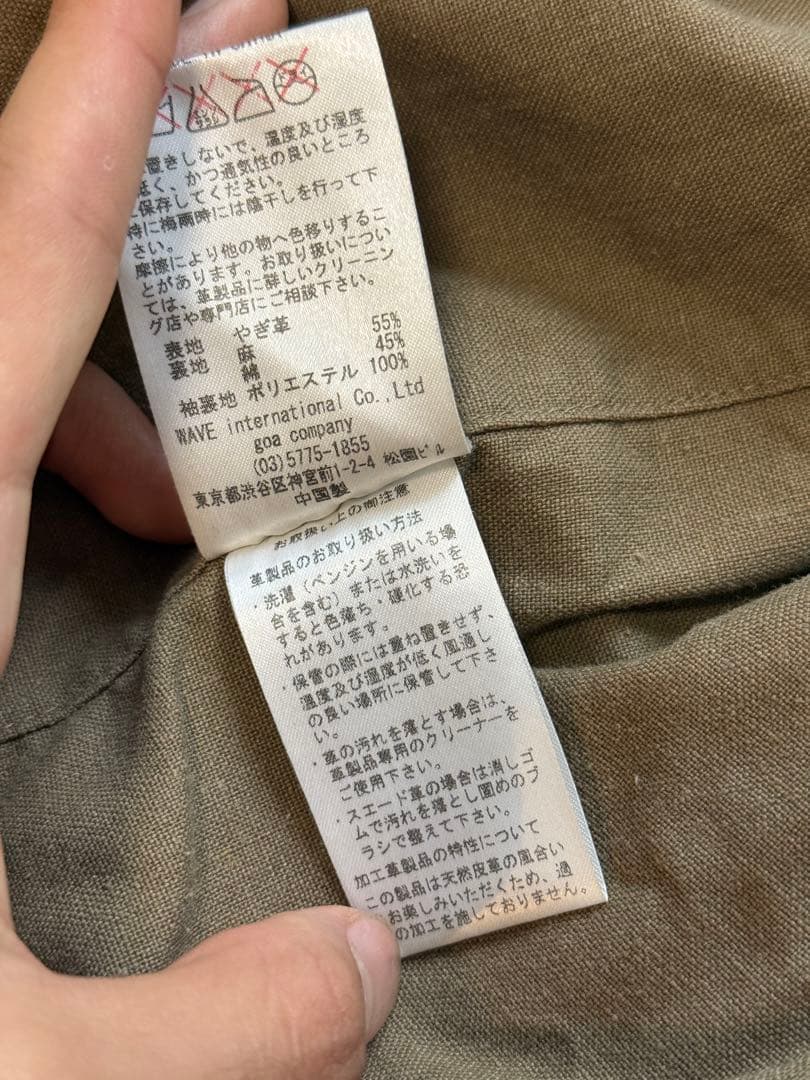 置きしないで、温度及び湿度
低く、かつ通気性の良いところ
保存してください。
特に梅雨時には陰干しを行って下
さい。
摩擦により他の物へ色移りするこ
とがあります。お取り扱いについ
ては、革製品に詳しいクリーニン
グ店や専門店にご相談下さい。
表地 やぎ革
裏地 麻 55%
綿 45%
袖裏地 ポリエステル 100%
WAVE international Co.,Ltd
goa company
(03)5775-1855
東京都渋谷区神宮前1-2-4 松園ビル
中国製
お取扱い上の御注意
革製品のお取り扱い方法
・洗濯（ベンジンを用いる場
合を含む）または水洗いを
すると色落ち・硬化する恐
れがあります。
・保管の際には重ね置きせず、
温度及び湿度が低く風通し
の良い場所に保管して下さ
い。
・革の汚れを落とす場合は、
革製品専用のクリーナーを
ご使用下さい。
・スエード革の場合は消しゴ
ムで汚れを落とし固めのブ
ラシで整えて下さい。
加工革製品の特性について
この製品は天然皮革の風合い
お楽しみいただくため、過
の加工を施しておりません。